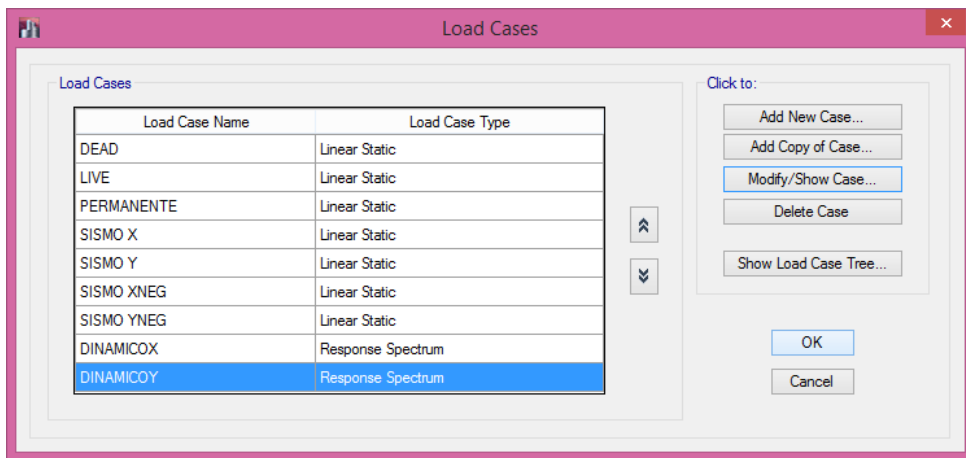 Load Cases
Load Cases
Load Case Name Load Case Type
DEAD Linear Static
LIVE Linear Static
PERMANENTE Linear Static
SISMO X Linear Static
SISMO Y Linear Static
SISMO XNEG Linear Static
SISMO YNEG Linear Static
DINAMICOX Response Spectrum
DINAMICOY Response Spectrum
Click to:
Add New Case...
Add Copy of Case...
Modify/Show Case...
Delete Case
Show Load Case Tree...
OK
Cancel